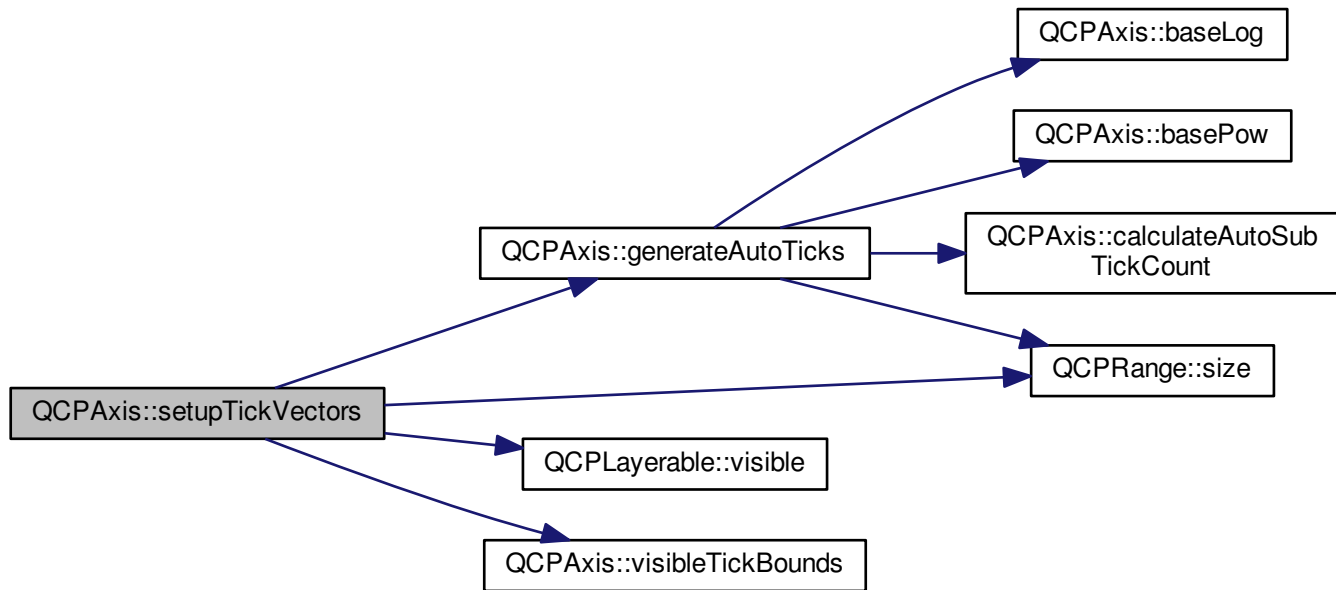 QCPAxis::baseLog
QCPAxis::basePow
QCPAxis::generateAutoTicks
QCPAxis::calculateAutoSub
TickCount
QCPRange::size
QCPAxis::setupTickVectors
QCPLayerable::visible
QCPAxis::visibleTickBounds